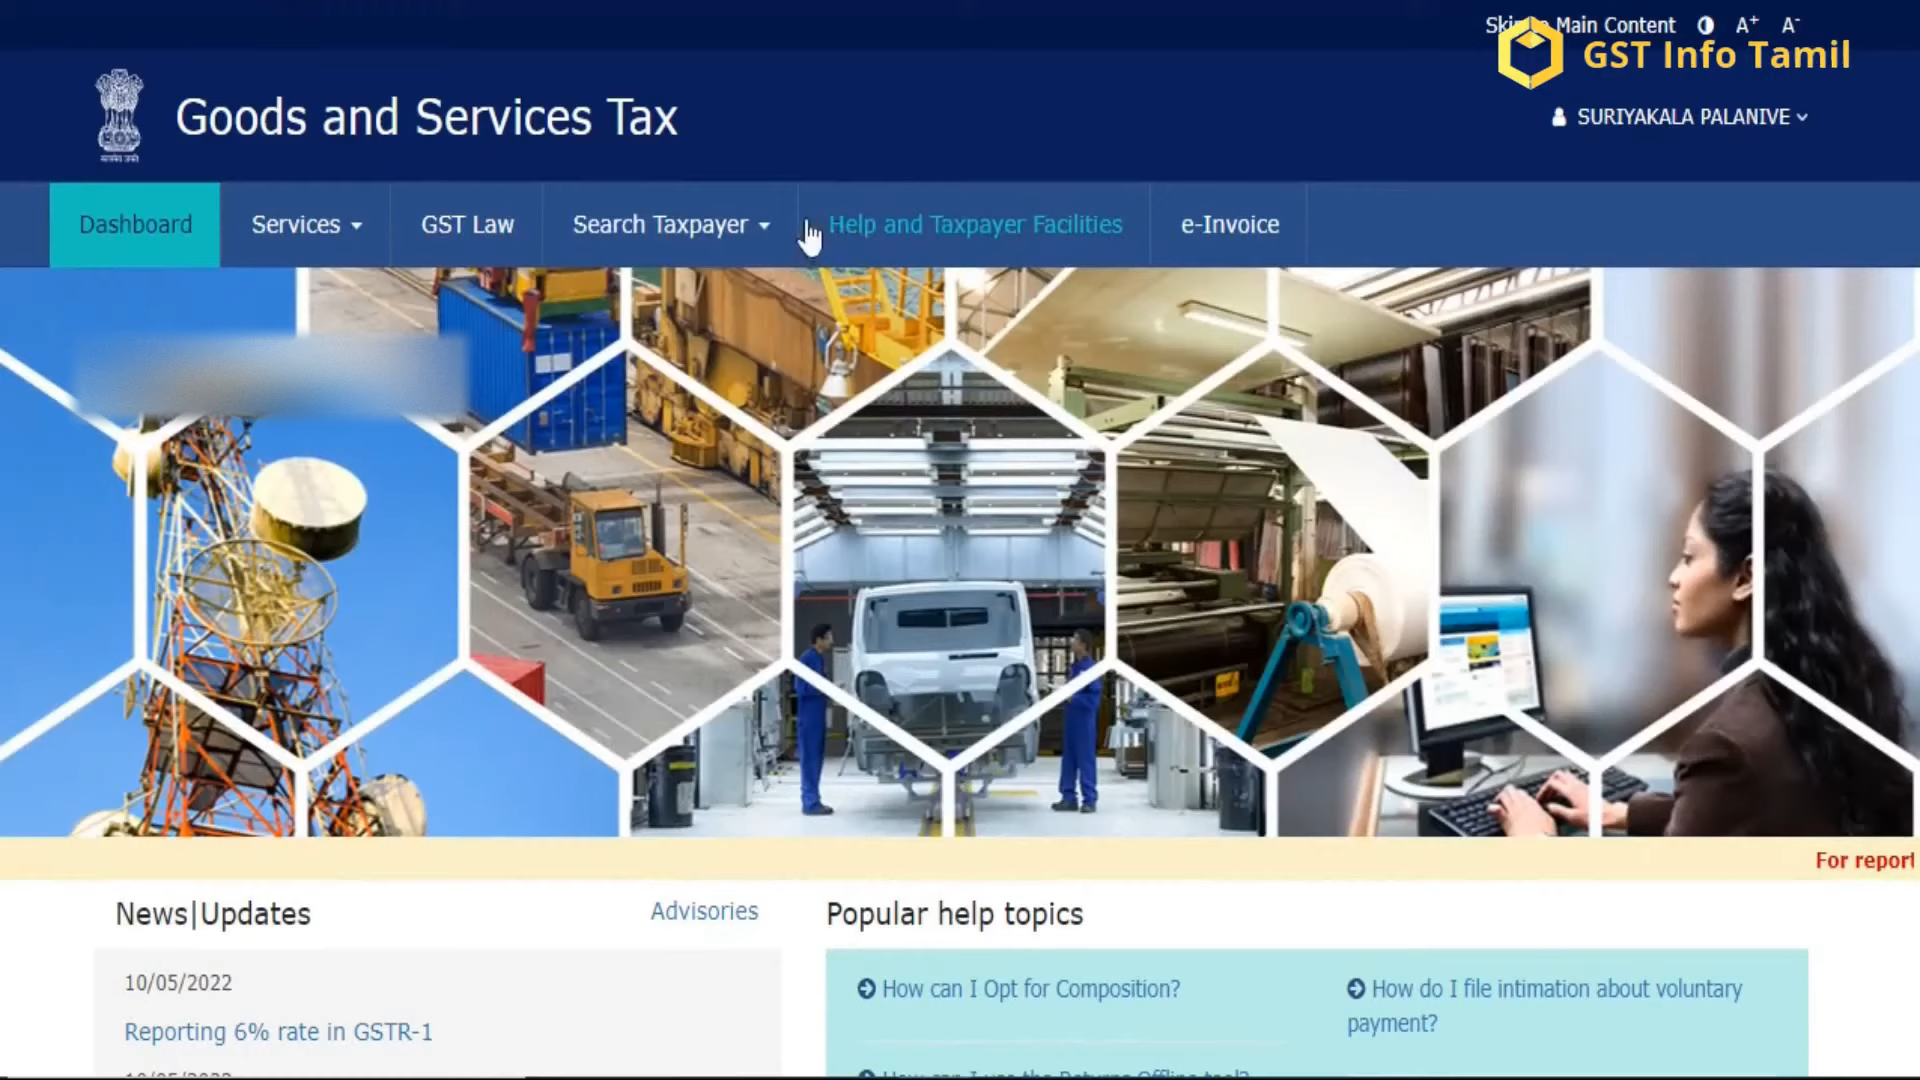 Main Content A+ A-
GST Info Tamil
Goods and Services Tax
SURIYAKALA PALANIVE
Dashboard
Services
GST Law
Search Taxpayer
Help and Taxpayer Facilities
e-Invoice
For report
News|Updates
Advisories
Popular help topics
10/05/2022
Reporting 6% rate in GSTR-1
How can I Opt for Composition?
How do I file intimation about voluntary
payment?